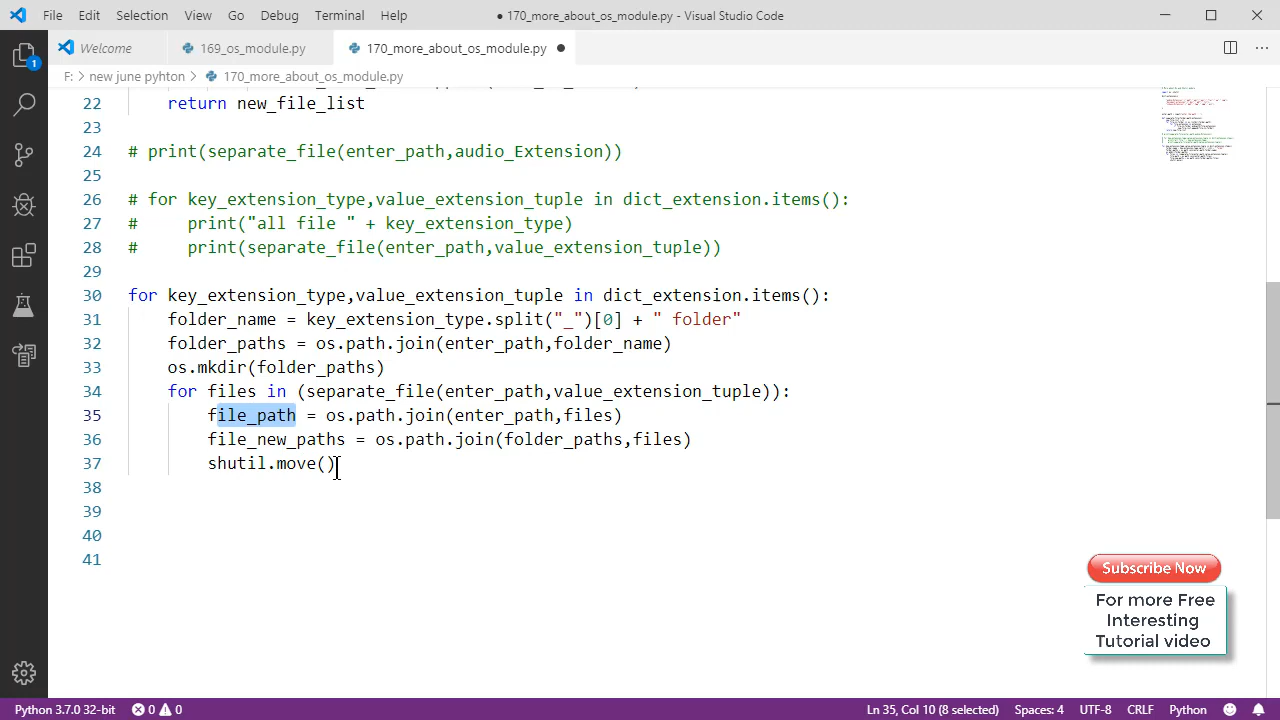 File Edit Selection View Go Debug Terminal Help
● 170_more_about_os_module.py - Visual Studio Code
Welcome 169_os_module.py 170_more_about_os_module.py ●
F: > new june pyhton > 170_more_about_os_module.py
22 return new_file_list
23
24 # print(separate_file(enter_path,audio_Extension))
25
26 # for key_extension_type,value_extension_tuple in dict_extension.items():
27 #     print("all file " + key_extension_type)
28 #     print(separate_file(enter_path,value_extension_tuple))
29
30 for key_extension_type,value_extension_tuple in dict_extension.items():
31     folder_name = key_extension_type.split("_")[0] + " folder"
32     folder_paths = os.path.join(enter_path,folder_name)
33     os.mkdir(folder_paths)
34     for files in (separate_file(enter_path,value_extension_tuple)):
35         file_path = os.path.join(enter_path,files)
36         file_new_paths = os.path.join(folder_paths,files)
37         shutil.move()
38
39
40
41
1
Subscribe Now
For more Free
Interesting
Tutorial video
Python 3.7.0 32-bit 0 0 Ln 35, Col 10 (8 selected) Spaces: 4 UTF-8 CRLF Python